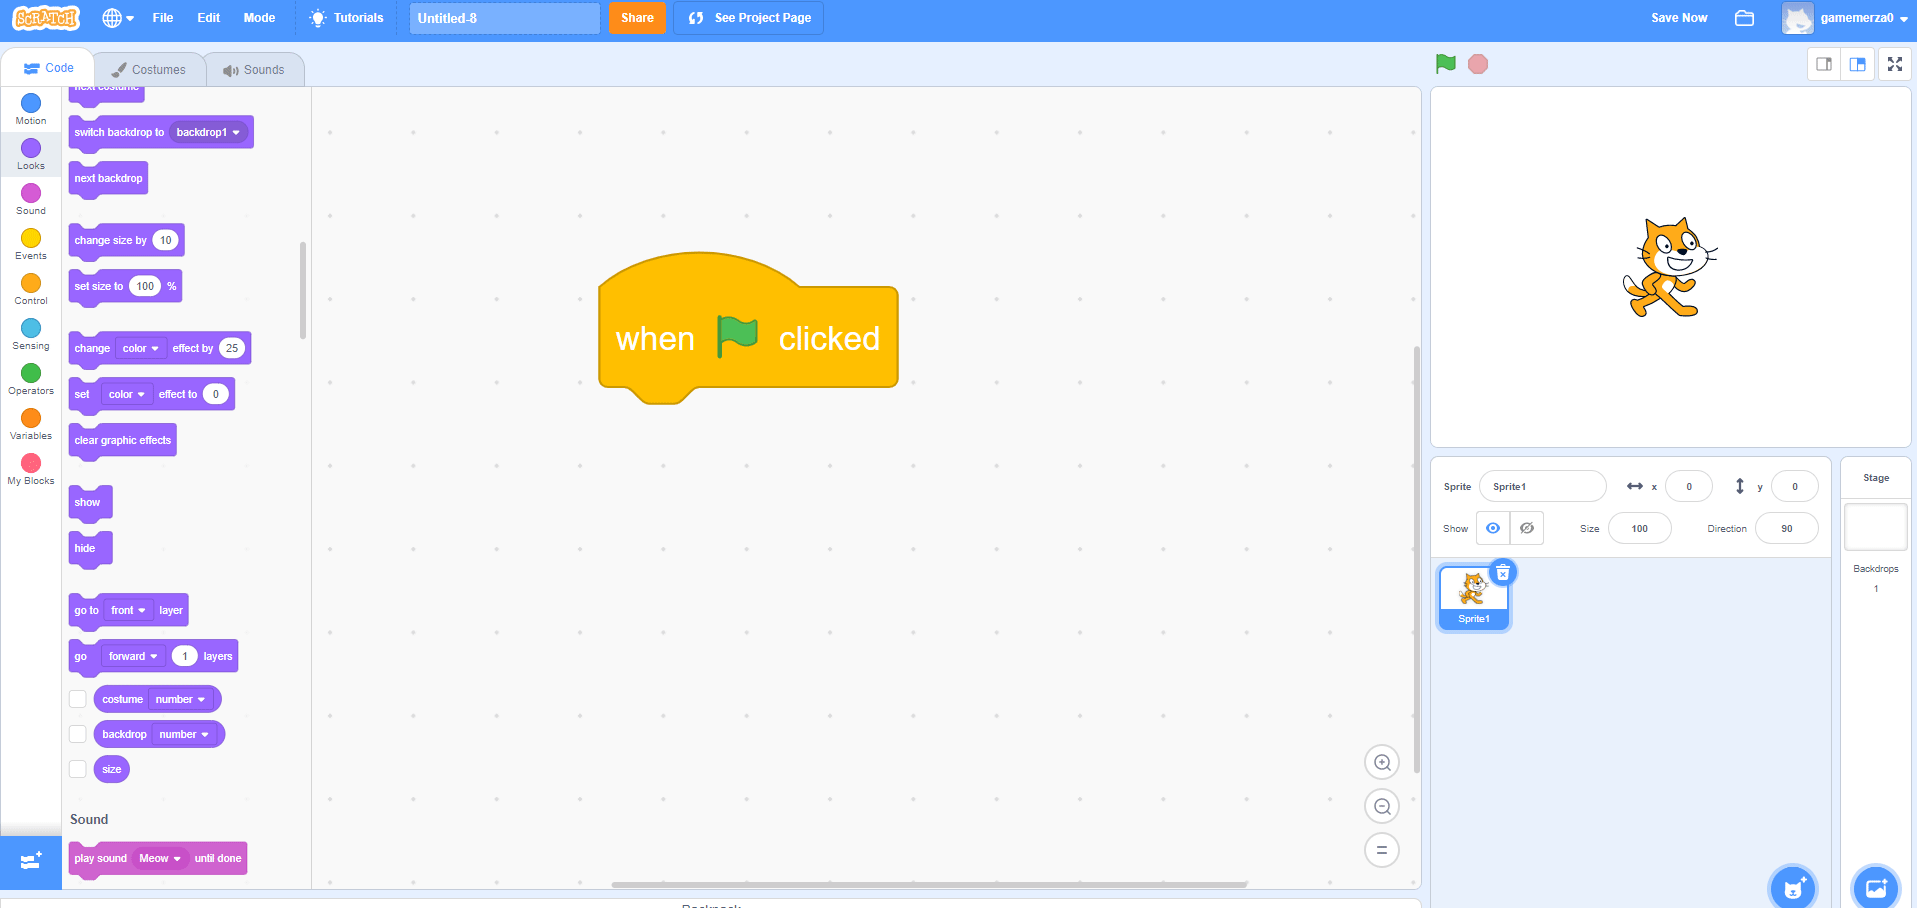 SCRATCH File Edit Mode Tutorials Untitled-8 Share See Project Page Save Now gamemerza0
Code Costumes Sounds
Motion
Looks
Sound
Events
Control
Sensing
Operators
Variables
My Blocks
next costume
switch backdrop to backdrop1
next backdrop
change size by 10
set size to 100 %
change color effect by 25
set color effect to 0
clear graphic effects
show
hide
go to front layer
go forward 1 layers
costume number
backdrop number
size
Sound
play sound Meow until done
when clicked
Sprite Sprite1 x 0 y 0
Show Size 100 Direction 90
Sprite1
Stage
Backdrops
1
Backpack